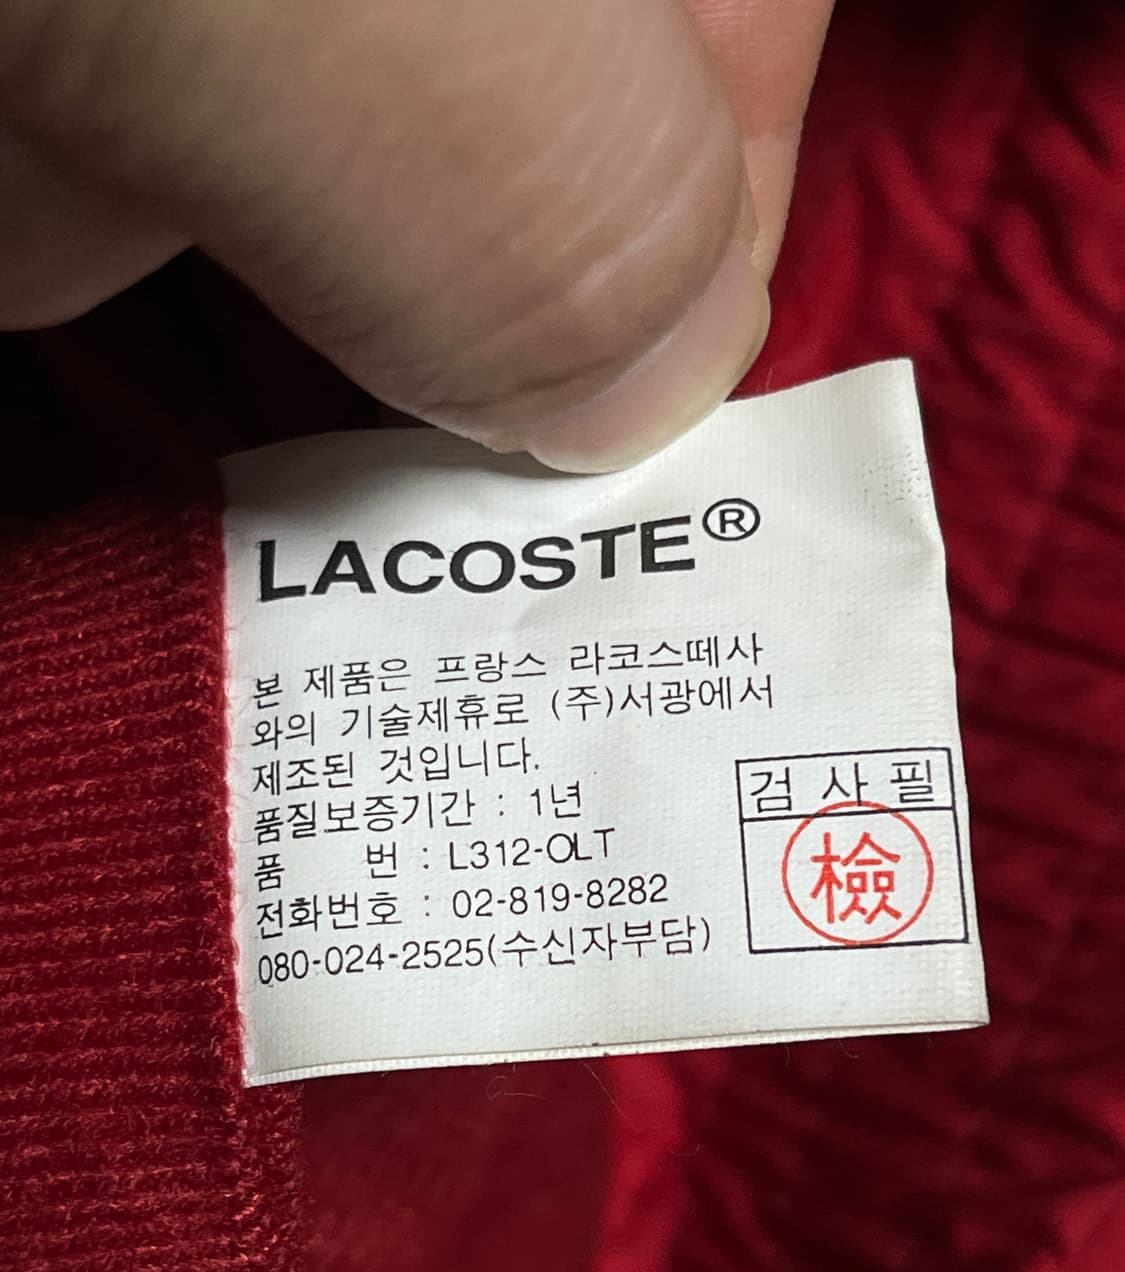 LACOSTE®
본 제품은 프랑스 라코스떼사
와의 기술제휴로 (주)서광에서
제조된 것입니다.
품질보증기간 : 1년
품 번 : L312-OLT
전화번호 : 02-819-8282
080-024-2525(수신자부담)
검 사 필
檢